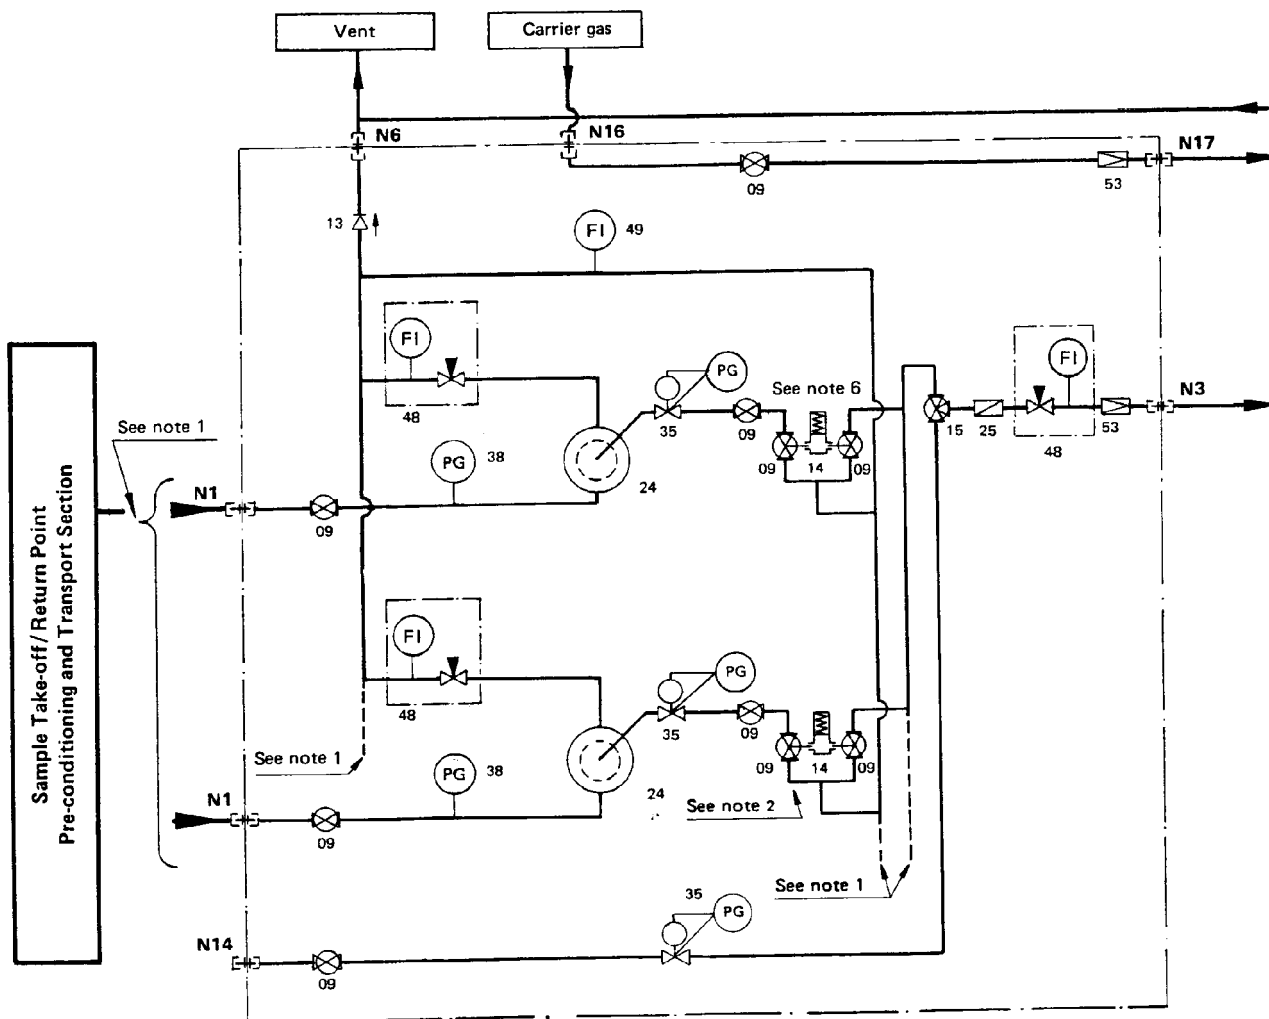 Vent
Carrier gas
N6
N16
N17
09
53
13
FI
49
FI
PG
See note 6
FI
48
35
09
N3
See note 1
15
25
53
48
PG
38
09
14
09
N1
24
09
Sample Take-off/Return Point
Pre-conditioning and Transport Section
FI
PG
48
35
09
See note 1
PG
38
09
14
09
24
N1
See note 2
09
See note 1
35
PG
N14
09